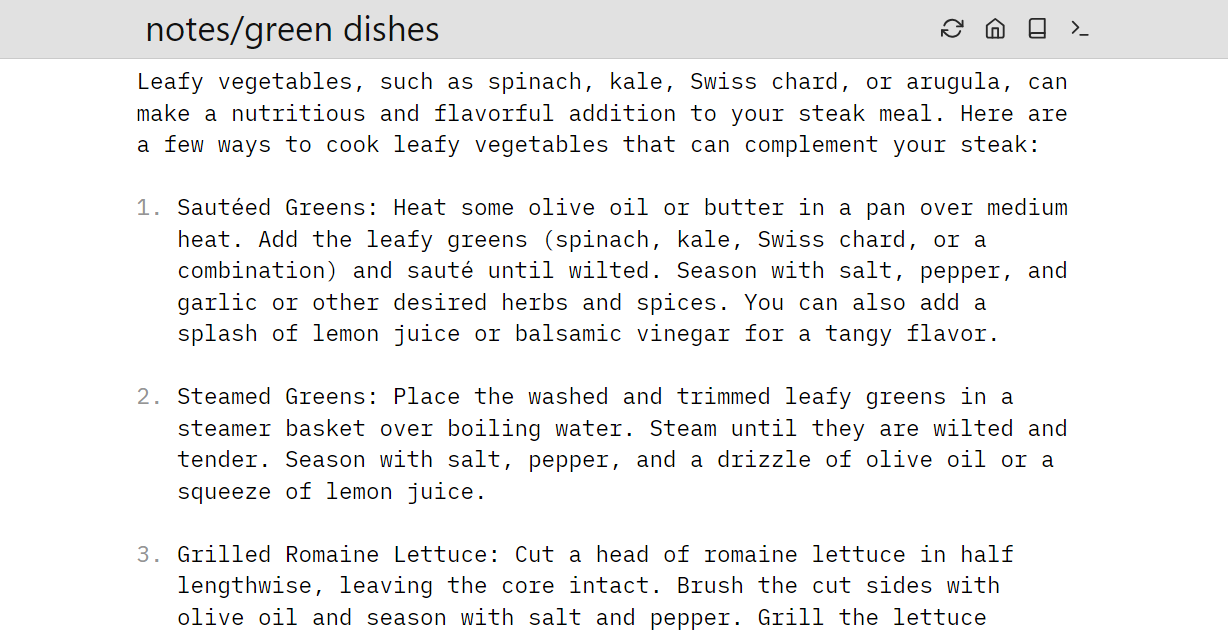 notes/green dishes
Leafy vegetables, such as spinach, kale, Swiss chard, or arugula, can
make a nutritious and flavorful addition to your steak meal. Here are
a few ways to cook leafy vegetables that can complement your steak:
1. Sautéed Greens: Heat some olive oil or butter in a pan over medium
heat. Add the leafy greens (spinach, kale, Swiss chard, or a
combination) and sauté until wilted. Season with salt, pepper, and
garlic or other desired herbs and spices. You can also add a
splash of lemon juice or balsamic vinegar for a tangy flavor.
2. Steamed Greens: Place the washed and trimmed leafy greens in a
steamer basket over boiling water. Steam until they are wilted and
tender. Season with salt, pepper, and a drizzle of olive oil or a
squeeze of lemon juice.
3. Grilled Romaine Lettuce: Cut a head of romaine lettuce in half
lengthwise, leaving the core intact. Brush the cut sides with
olive oil and season with salt and pepper. Grill the lettuce